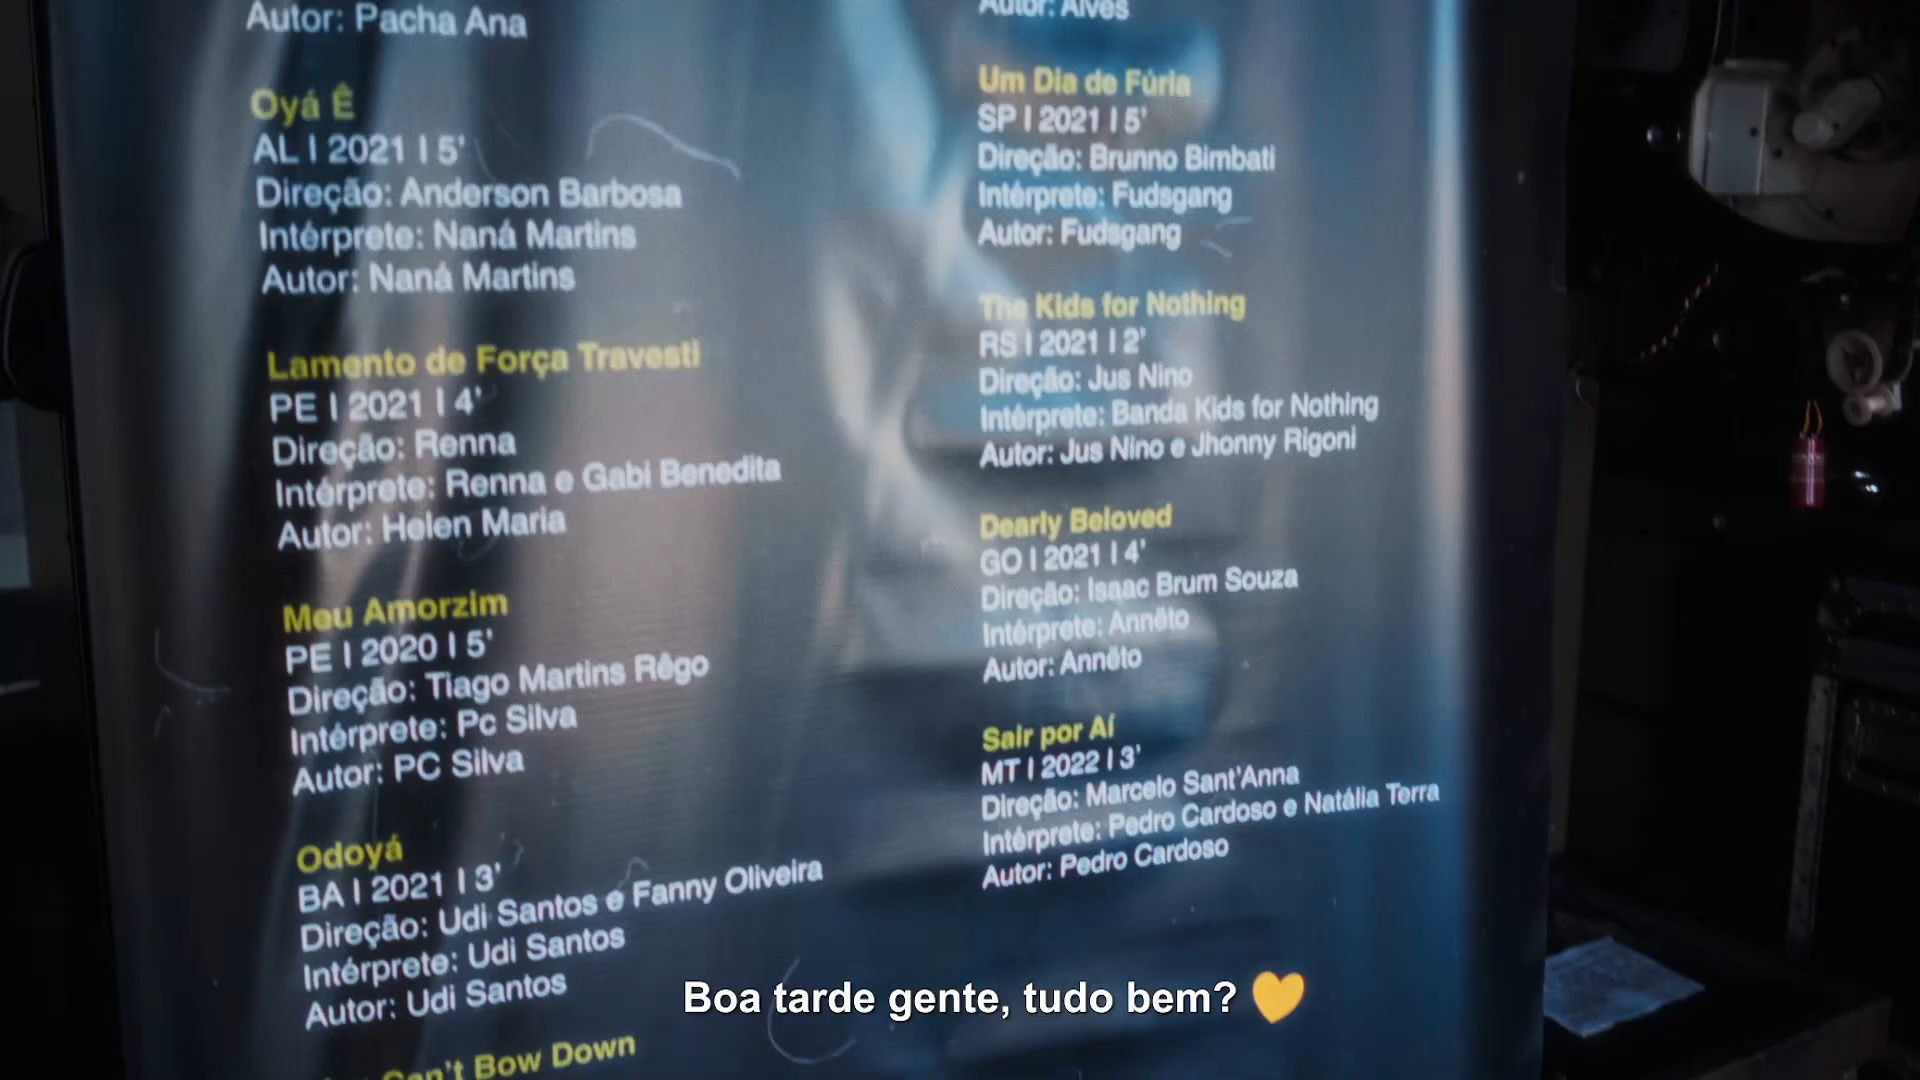 Autor: Pacha Ana
Oyá Ê
AL | 2021 | 5'
Direção: Anderson Barbosa
Intérprete: Naná Martins
Autor: Naná Martins
Lamento de Força Travesti
PE | 2021 | 4'
Direção: Renna
Intérprete: Renna e Gabi Benedita
Autor: Helen Maria
Meu Amorzim
PE | 2020 | 5'
Direção: Tiago Martins Rêgo
Intérprete: Pc Silva
Autor: PC Silva
Odoyá
BA | 2021 | 3'
Direção: Udi Santos e Fanny Oliveira
Intérprete: Udi Santos
Autor: Udi Santos
Can't Bow Down
Autor: Alves
Um Dia de Fúria
SP | 2021 | 5'
Direção: Brunno Bimbati
Intérprete: Fudsgang
Autor: Fudsgang
The Kids for Nothing
RS | 2021 | 2'
Direção: Jus Nino
Intérprete: Banda Kids for Nothing
Autor: Jus Nino e Jhonny Rigoni
Dearly Beloved
GO | 2021 | 4'
Direção: Isaac Brum Souza
Intérprete: Annëto
Autor: Annëto
Sair por Aí
MT | 2022 | 3'
Direção: Marcelo Sant'Anna
Intérprete: Pedro Cardoso e Natália Terra
Autor: Pedro Cardoso
Boa tarde gente, tudo bem? 💛